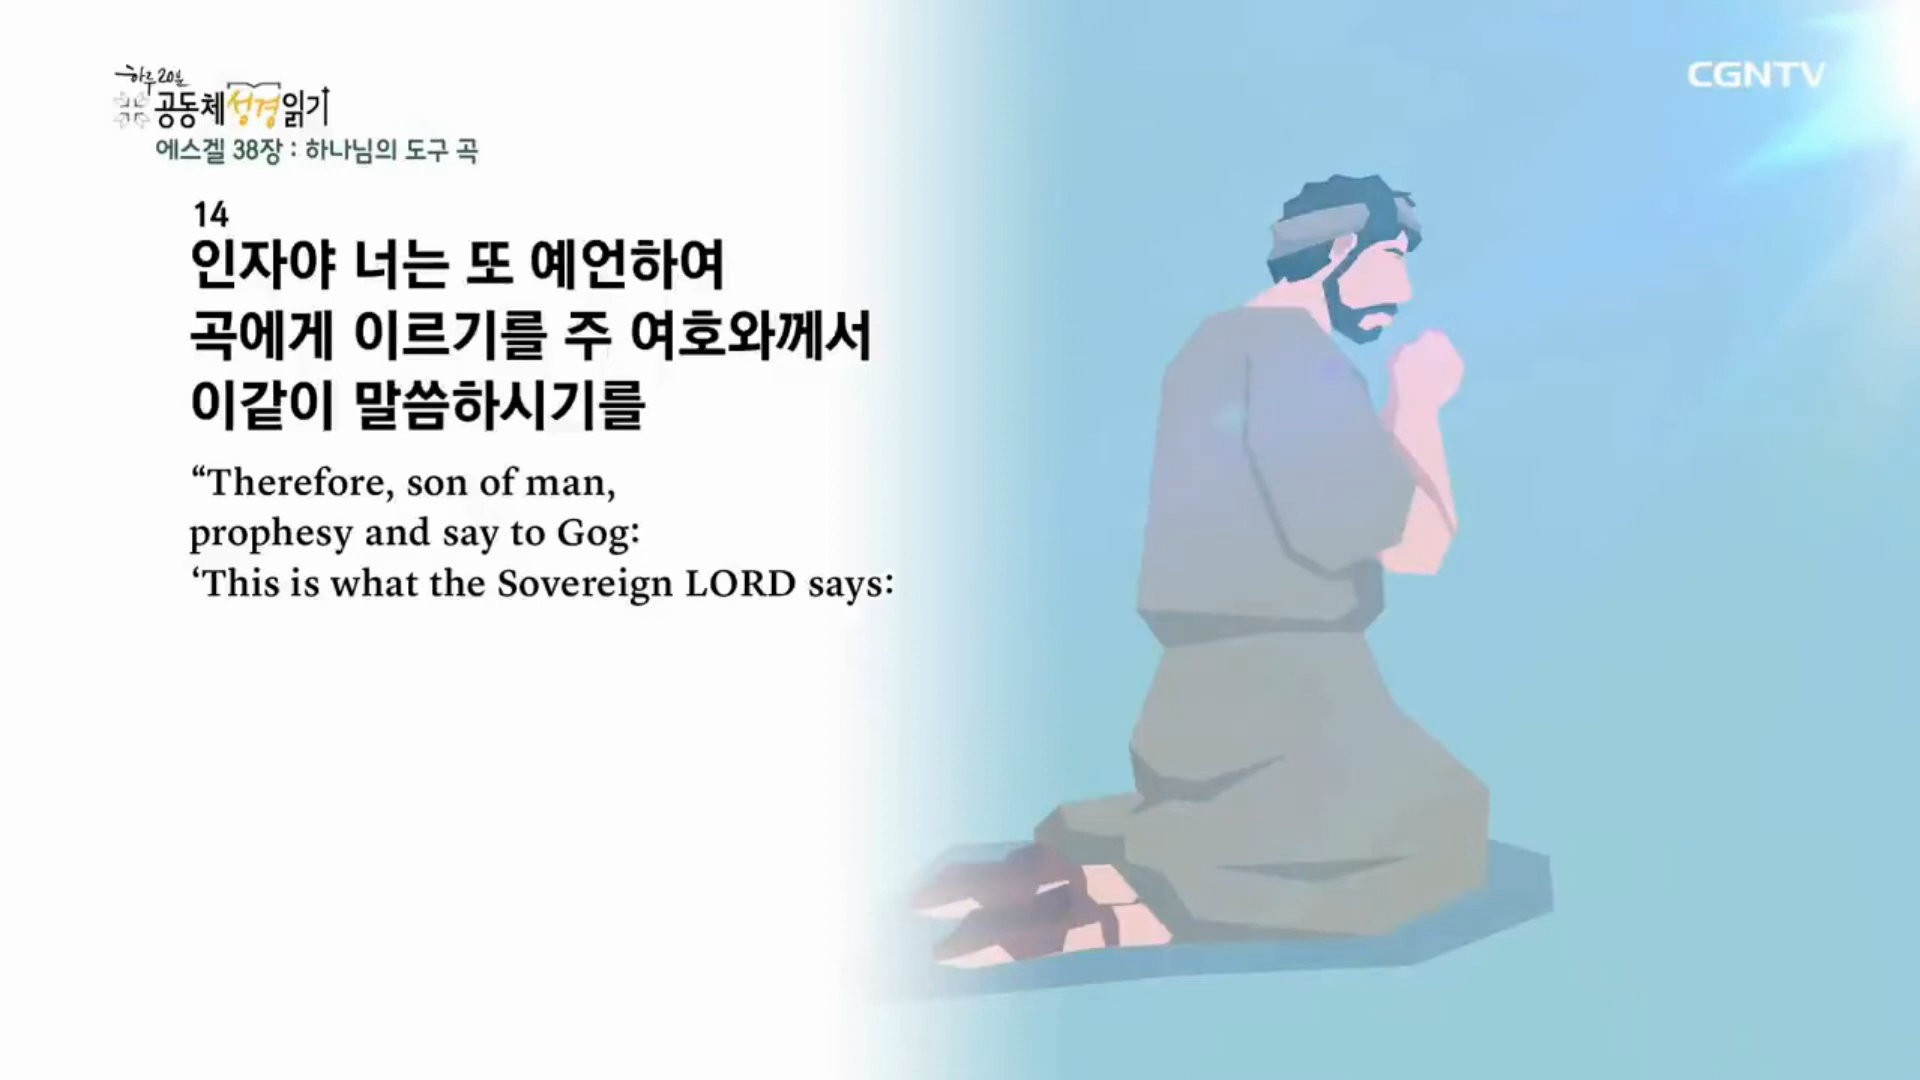 하루 20분
공동체성경읽기
에스겔 38장 : 하나님의 도구 곡
CGNTV
14
인자야 너는 또 예언하여
곡에게 이르기를 주 여호와께서
이같이 말씀하시기를
“Therefore, son of man,
prophesy and say to Gog:
‘This is what the Sovereign LORD says: